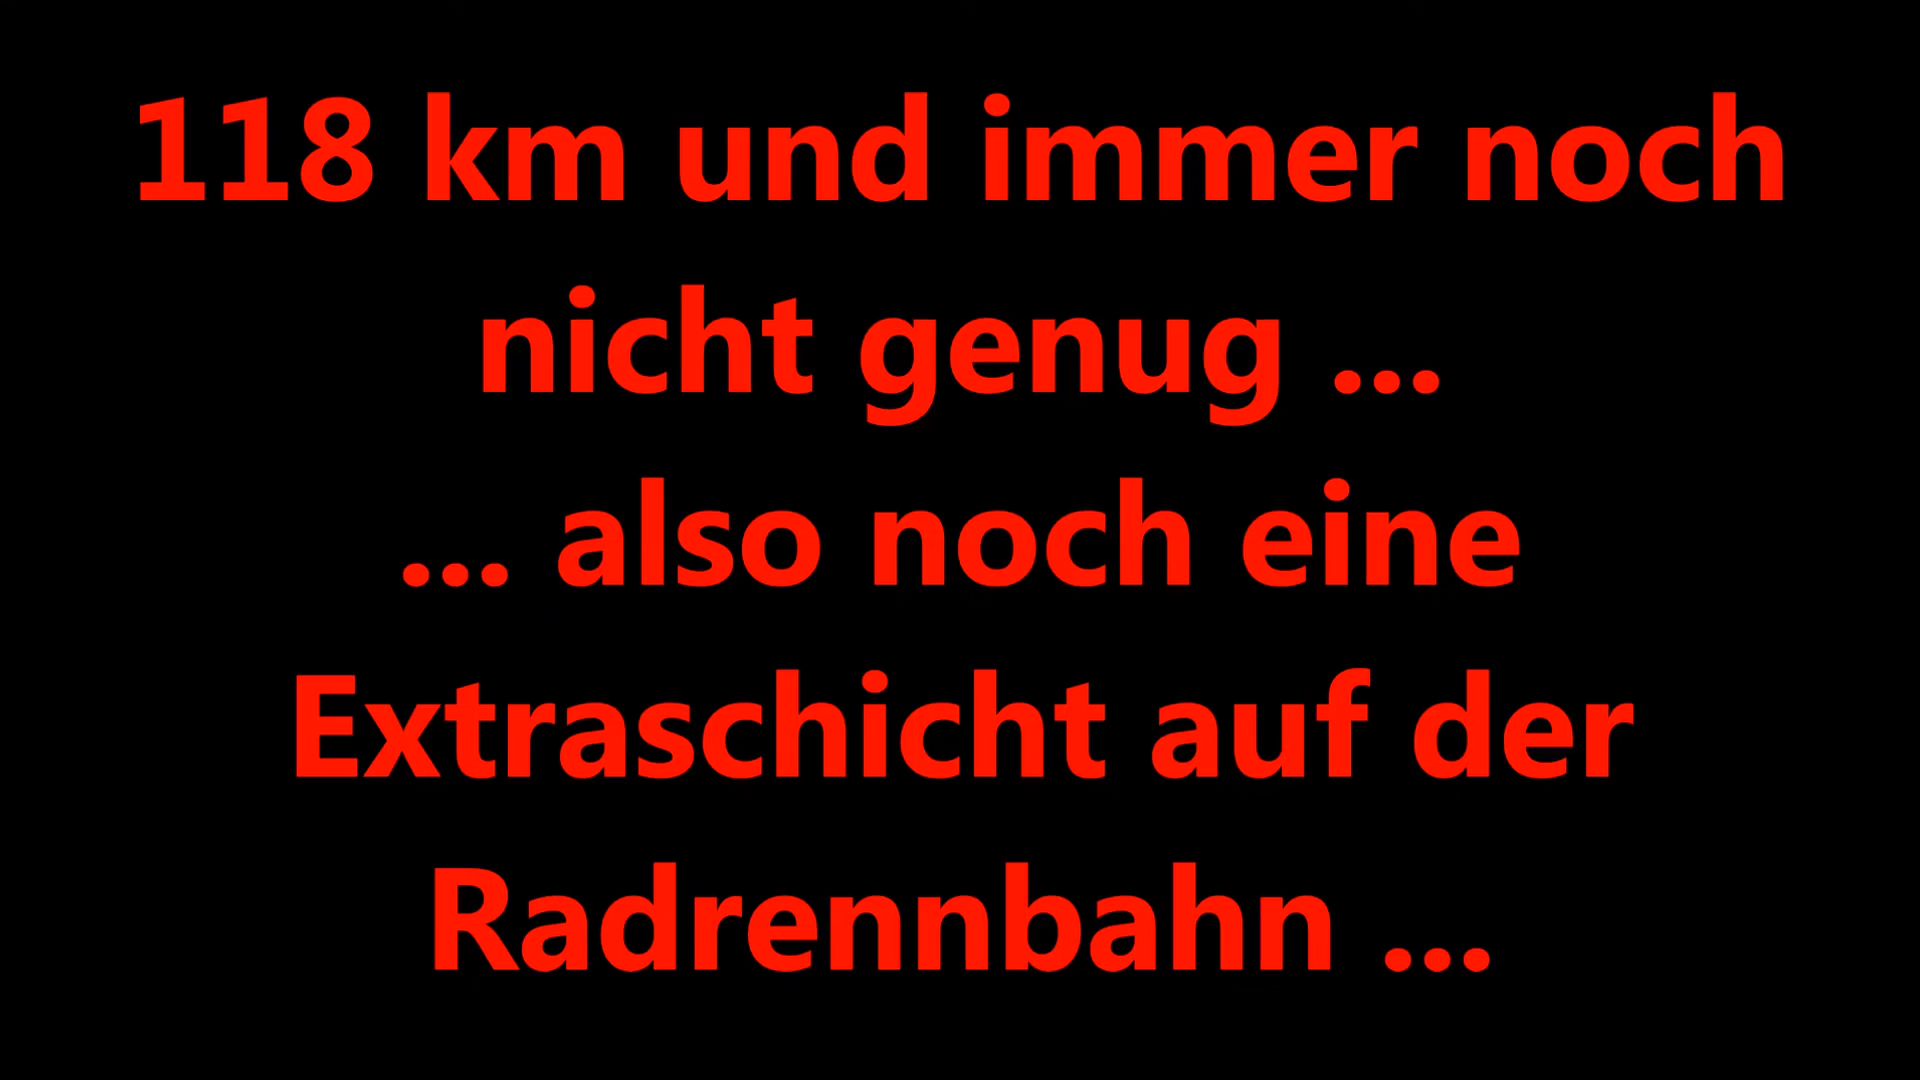 118 km und immer noch
nicht genug ...
... also noch eine
Extraschicht auf der
Radrennbahn ...